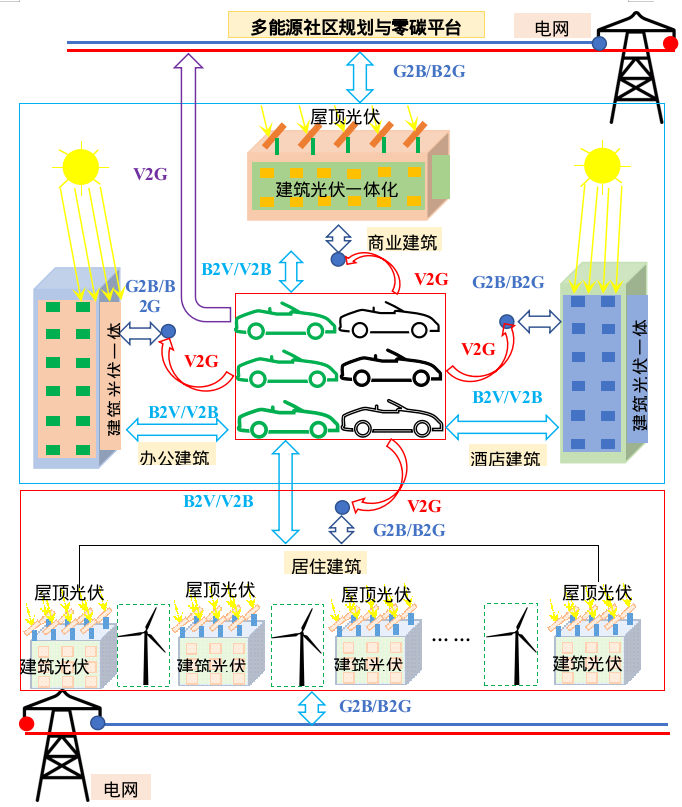 多能源社区规划与零碳平台
电网
G2B/B2G
屋顶光伏
V2G
建筑光伏一体化
商业建筑
B2V/V2B
V2G
G2B/B2G
G2B/B
2G
建筑光伏一体
V2G
V2G
建筑光伏一体
B2V/V2B
B2V/V2B
办公建筑
酒店建筑
B2V/V2B
V2G
G2B/B2G
居住建筑
屋顶光伏
屋顶光伏
屋顶光伏
屋顶光伏
……
建筑光伏
建筑光伏
建筑光伏
建筑光伏
G2B/B2G
电网